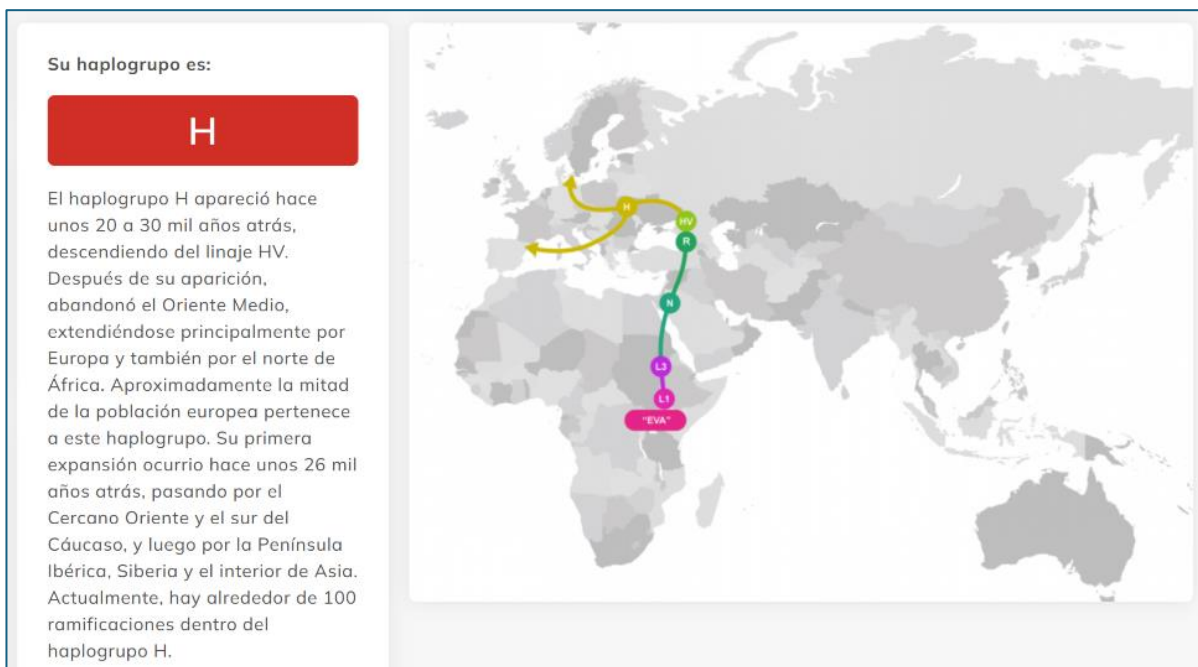 Su haplogrupo es:
H
El haplogrupo H apareció hace
unos 20 a 30 mil años atrás,
descendiendo del linaje HV.
Después de su aparición,
abandonó el Oriente Medio,
extendiéndose principalmente por
Europa y también por el norte de
África. Aproximadamente la mitad
de la población europea pertenece
a este haplogrupo. Su primera
expansión ocurrio hace unos 26 mil
años atrás, pasando por el
Cercano Oriente y el sur del
Cáucaso, y luego por la Península
Ibérica, Siberia y el interior de Asia.
Actualmente, hay alrededor de 100
ramificaciones dentro del
haplogrupo H.
H
HV
R
N
L3
L1
"EVA"